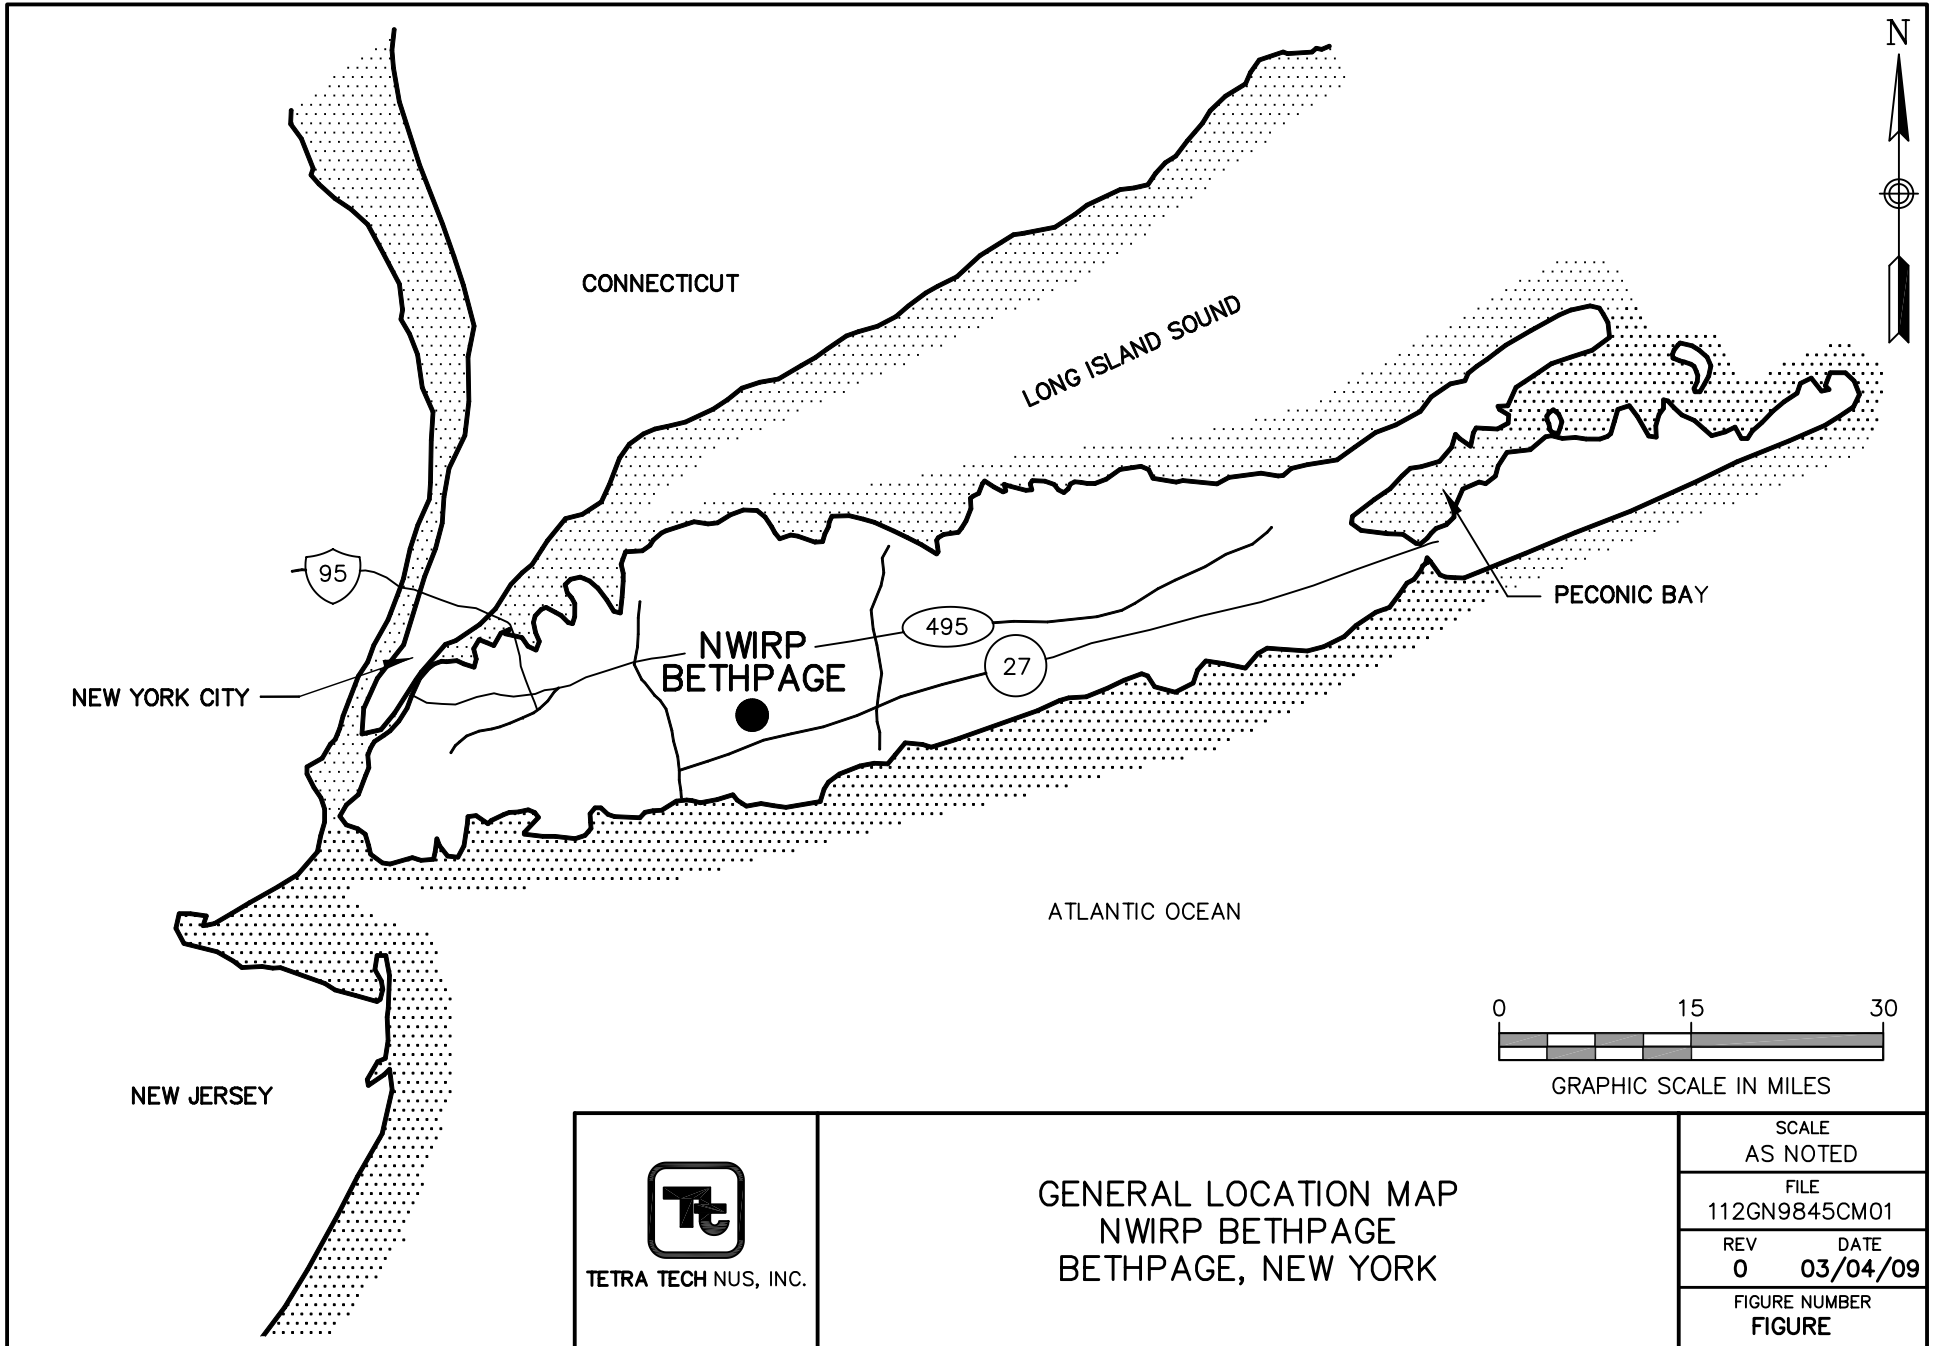 N
CONNECTICUT
LONG ISLAND SOUND
95
495
PECONIC BAY
NWIRP
BETHPAGE
27
NEW YORK CITY
ATLANTIC OCEAN
0 15 30
GRAPHIC SCALE IN MILES
NEW JERSEY
Tt
TETRA TECH NUS, INC.
GENERAL LOCATION MAP
NWIRP BETHPAGE
BETHPAGE, NEW YORK
SCALE
AS NOTED
FILE
112GN9845CM01
REV DATE
0 03/04/09
FIGURE NUMBER
FIGURE